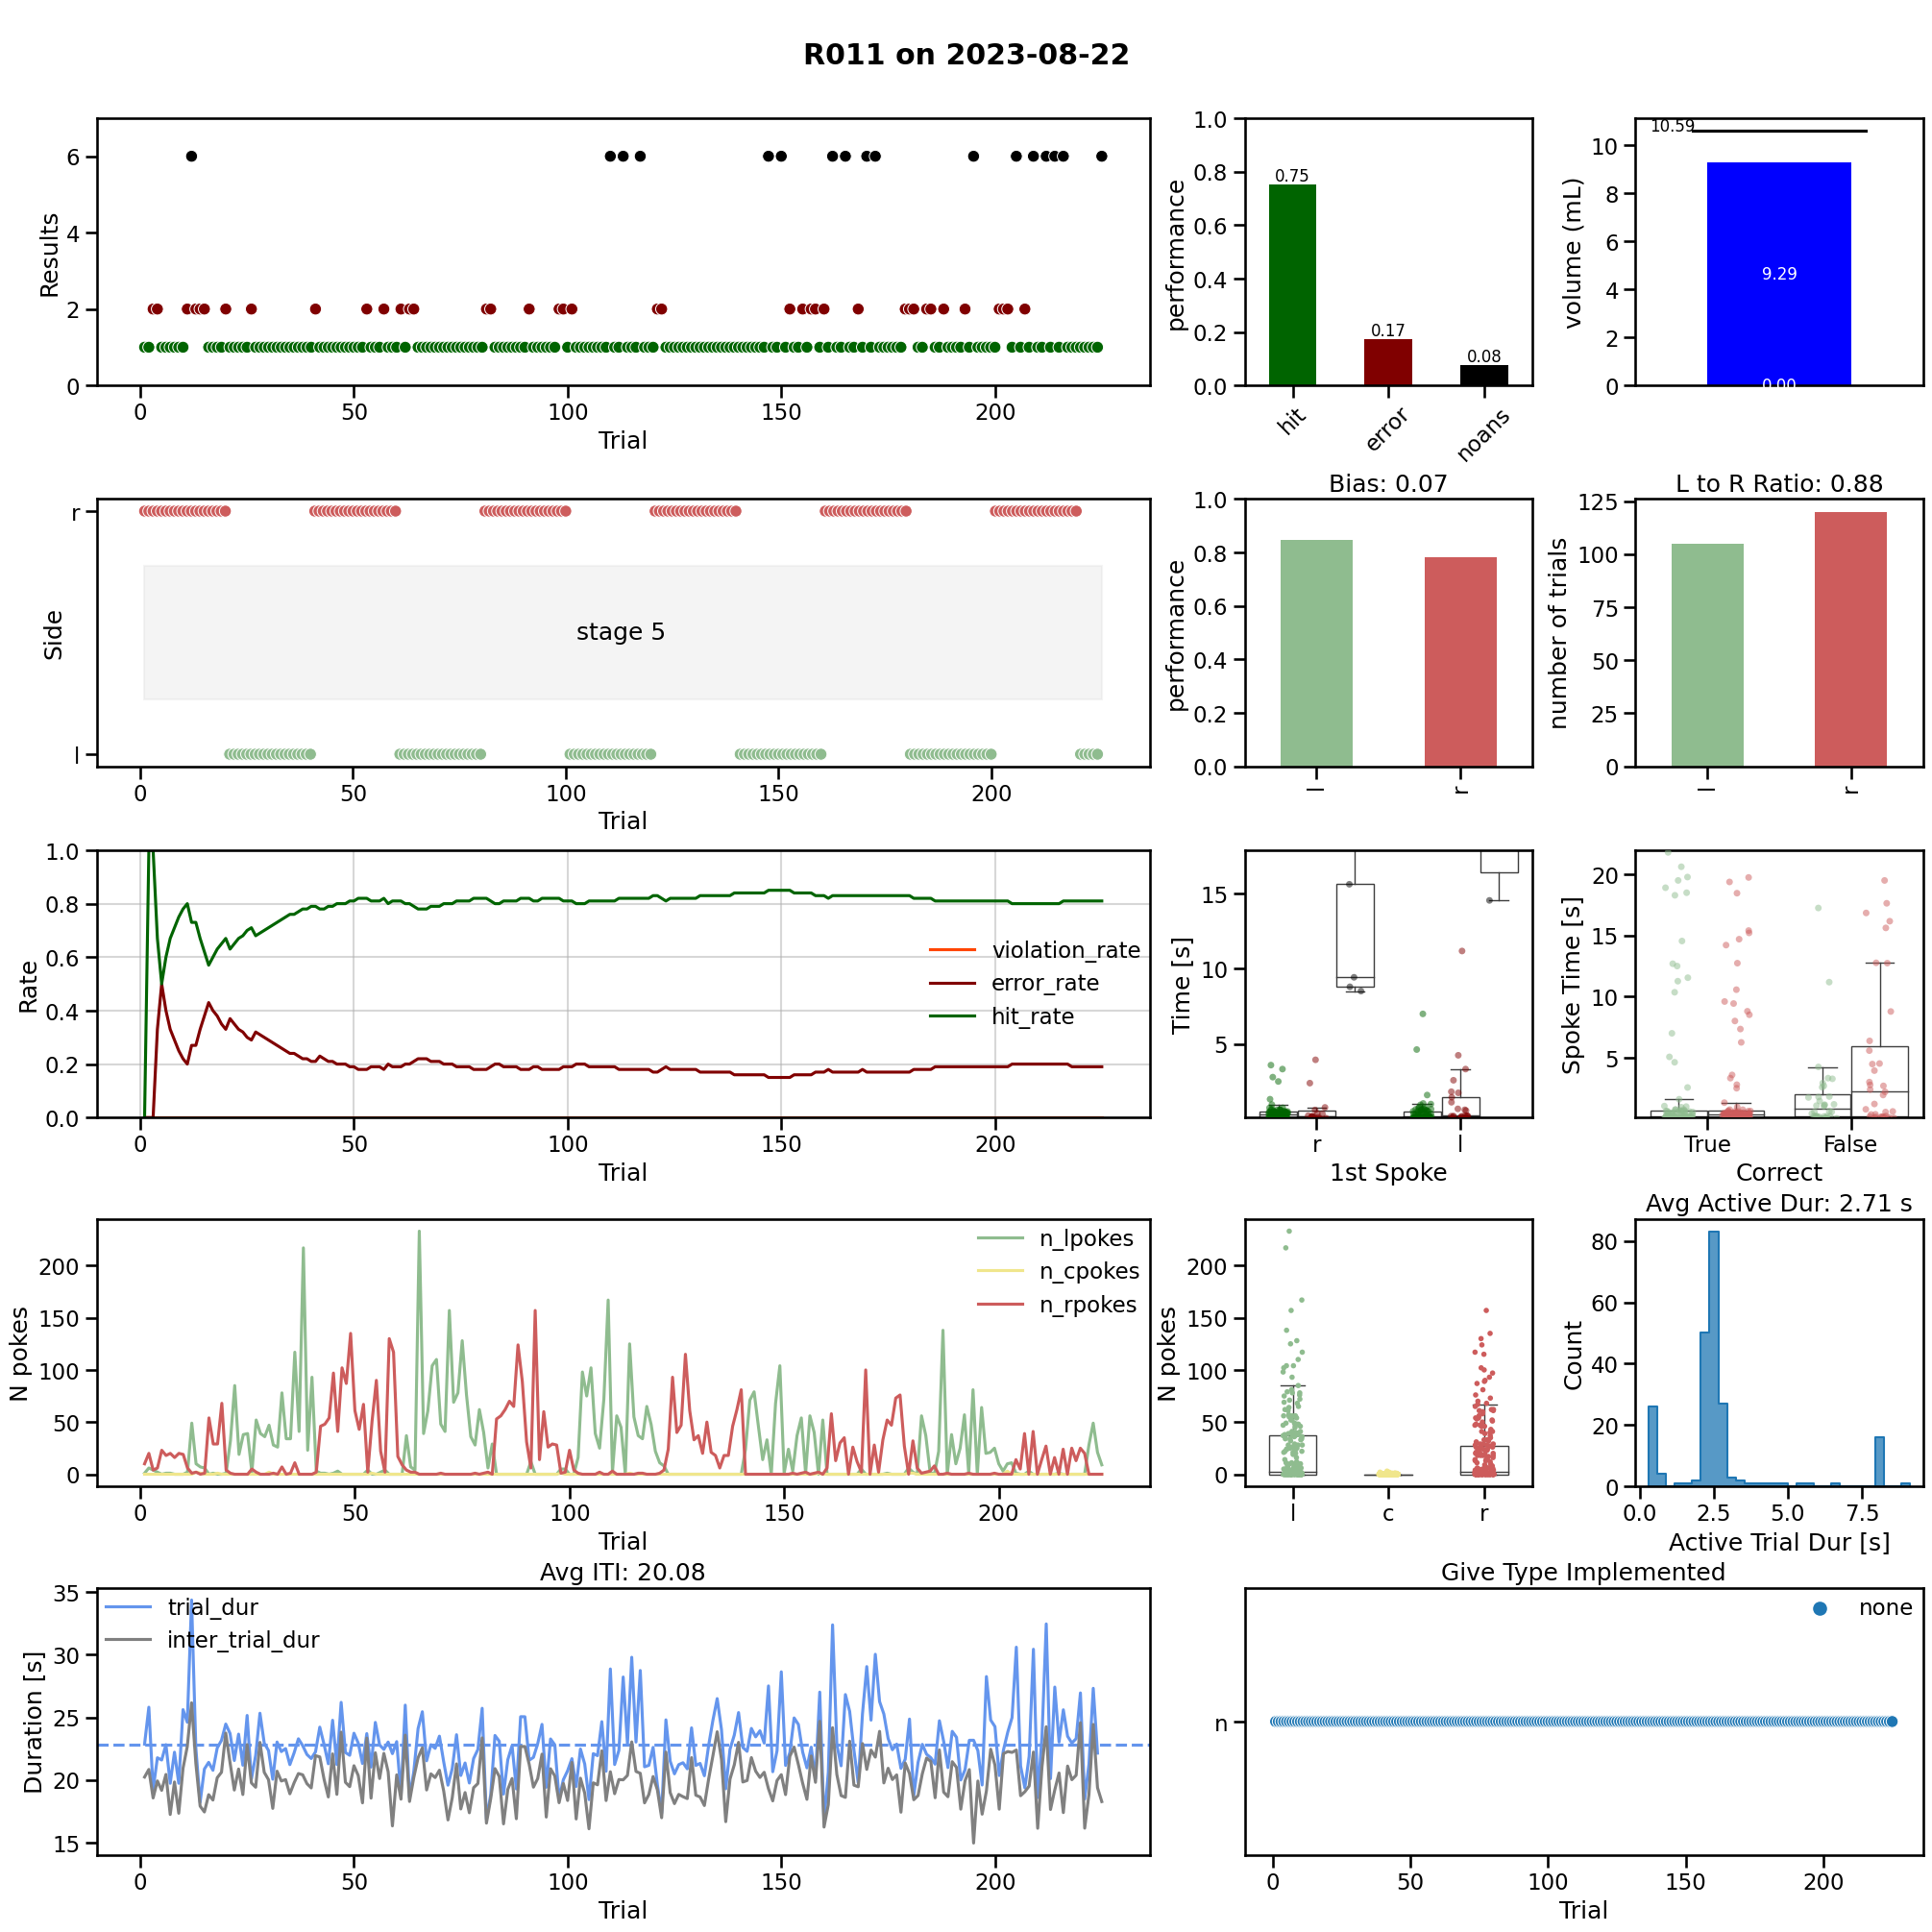 R011 on 2023-08-22
Results
6
4
2
0
0 50 100 150 200
Trial
performance
1.0
0.8
0.6
0.4
0.2
0.0
0.75
0.17
0.08
hit error noans
volume (mL)
10
8
6
4
2
0
10.59
9.29
0.00
Side
r
l
stage 5
0 50 100 150 200
Trial
Bias: 0.07
performance
1.0
0.8
0.6
0.4
0.2
0.0
l r
L to R Ratio: 0.88
number of trials
125
100
75
50
25
0
l r
Rate
1.0
0.8
0.6
0.4
0.2
0.0
violation_rate
error_rate
hit_rate
0 50 100 150 200
Trial
Time [s]
15
10
5
r l
1st Spoke
Spoke Time [s]
20
15
10
5
True False
Correct
N pokes
200
150
100
50
0
n_lpokes
n_cpokes
n_rpokes
0 50 100 150 200
Trial
N pokes
200
150
100
50
0
l c r
Avg Active Dur: 2.71 s
Count
80
60
40
20
0
0.0 2.5 5.0 7.5
Active Trial Dur [s]
Avg ITI: 20.08
Duration [s]
35
30
25
20
15
trial_dur
inter_trial_dur
0 50 100 150 200
Trial
Give Type Implemented
none
n
0 50 100 150 200
Trial